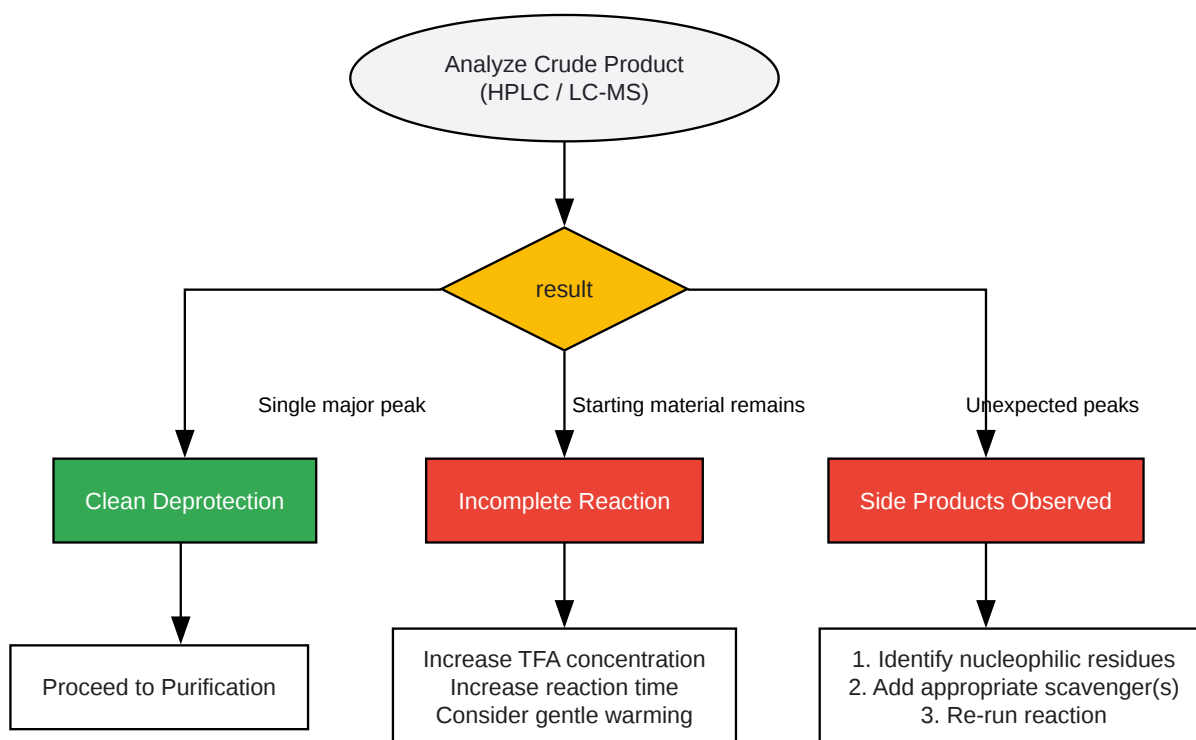 Analyze Crude Product
(HPLC / LC-MS)
result
Single major peak
Starting material remains
Unexpected peaks
Clean Deprotection
Incomplete Reaction
Side Products Observed
Proceed to Purification
Increase TFA concentration
Increase reaction time
Consider gentle warming
1. Identify nucleophilic residues
2. Add appropriate scavenger(s)
3. Re-run reaction